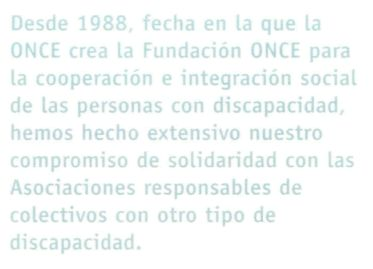 Desde 1988, fecha en la que la
ONCE crea la Fundación ONCE para
la cooperación e integración social
de las personas con discapacidad,
hemos hecho extensivo nuestro
compromiso de solidaridad con las
Asociaciones responsables de
colectivos con otro tipo de
discapacidad.